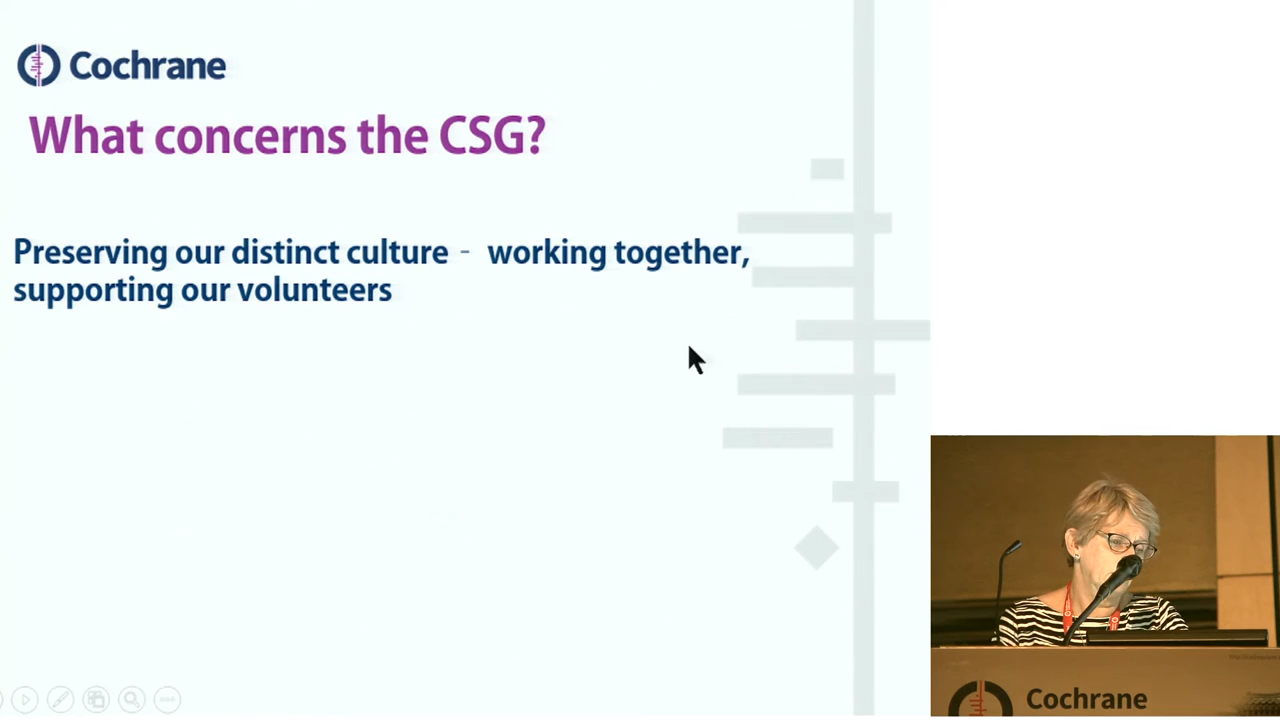 Cochrane
What concerns the CSG?
Preserving our distinct culture - working together,
supporting our volunteers
Cochrane